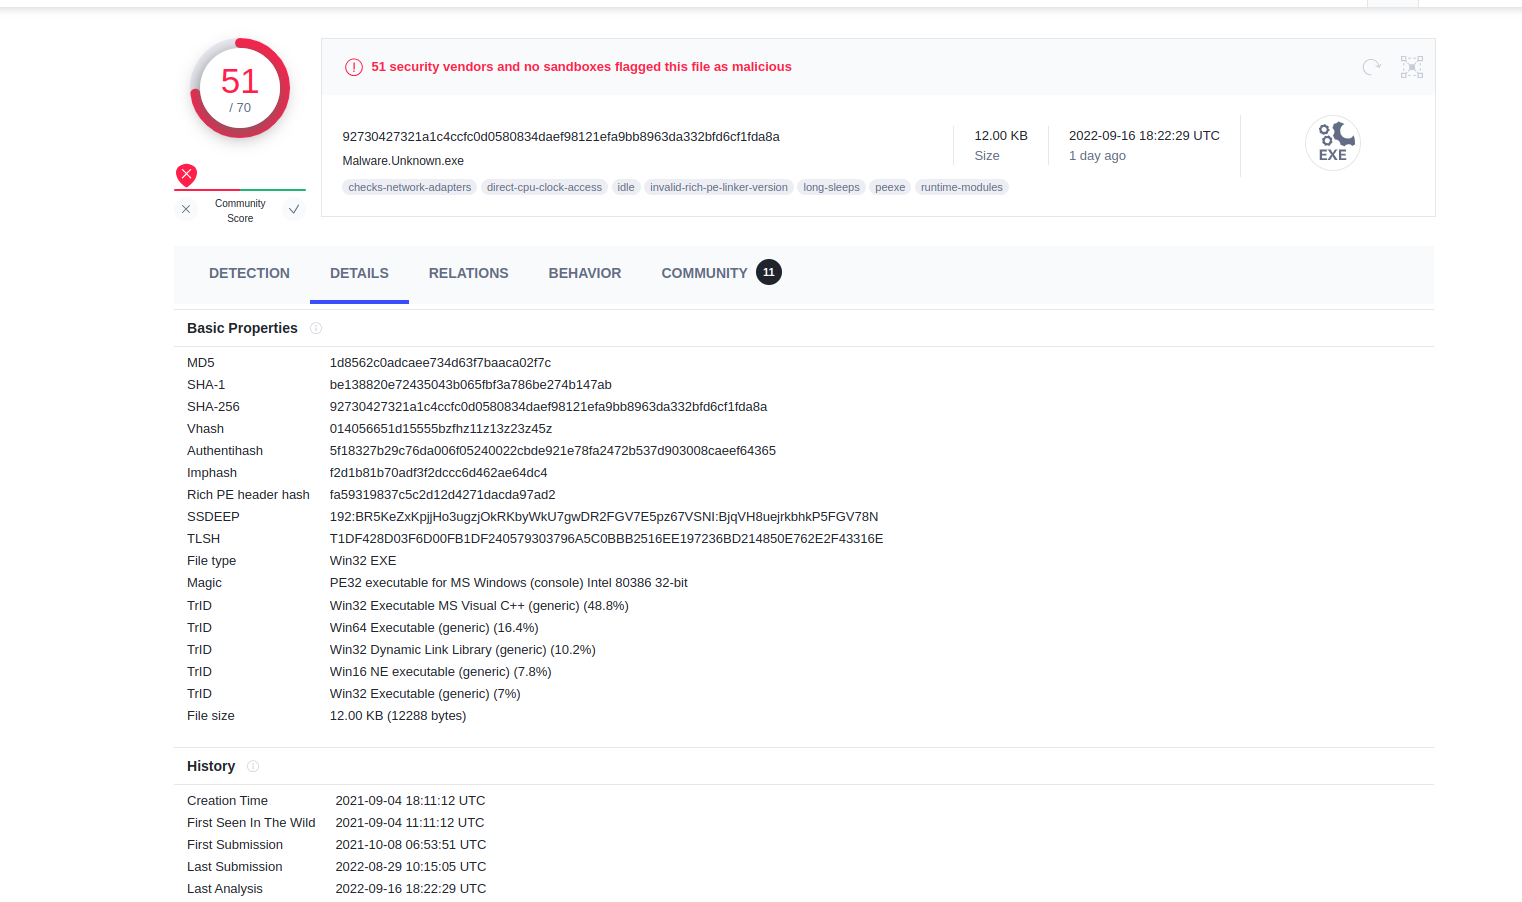 51
/ 70
Community
Score
51 security vendors and no sandboxes flagged this file as malicious
92730427321a1c4ccfc0d0580834daef98121efa9bb8963da332bfd6cf1fda8a
Malware.Unknown.exe
checks-network-adapters direct-cpu-clock-access idle invalid-rich-pe-linker-version long-sleeps peexe runtime-modules
12.00 KB
Size
2022-09-16 18:22:29 UTC
1 day ago
EXE
DETECTION DETAILS RELATIONS BEHAVIOR COMMUNITY 11
Basic Properties
MD5 1d8562c0adcaee734d63f7baaca02f7c
SHA-1 be138820e72435043b065fbf3a786be274b147ab
SHA-256 92730427321a1c4ccfc0d0580834daef98121efa9bb8963da332bfd6cf1fda8a
Vhash 014056651d15555bzfhz11z13z23z45z
Authentihash 5f18327b29c76da006f05240022cbde921e78fa2472b537d903008caeef64365
Imphash f2d1b81b70adf3f2dccc6d462ae64dc4
Rich PE header hash fa59319837c5c2d12d4271dacda97ad2
SSDEEP 192:BR5KeZxKpjjHo3ugzjOkRKbyWkU7gwDR2FGV7E5pz67VSNI:BjqVH8uejrkbhkP5FGV78N
TLSH T1DF428D03F6D00FB1DF240579303796A5C0BBB2516EE197236BD214850E762E2F43316E
File type Win32 EXE
Magic PE32 executable for MS Windows (console) Intel 80386 32-bit
TrID Win32 Executable MS Visual C++ (generic) (48.8%)
TrID Win64 Executable (generic) (16.4%)
TrID Win32 Dynamic Link Library (generic) (10.2%)
TrID Win16 NE executable (generic) (7.8%)
TrID Win32 Executable (generic) (7%)
File size 12.00 KB (12288 bytes)
History
Creation Time 2021-09-04 18:11:12 UTC
First Seen In The Wild 2021-09-04 11:11:12 UTC
First Submission 2021-10-08 06:53:51 UTC
Last Submission 2022-08-29 10:15:05 UTC
Last Analysis 2022-09-16 18:22:29 UTC